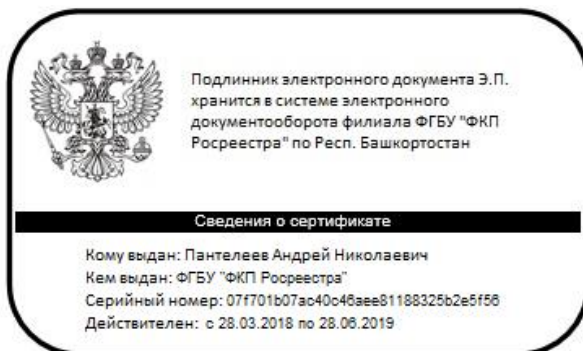 Подлинник электронного документа Э.П.
хранится в системе электронного
документооборота филиала ФГБУ "ФКП
Росреестра" по Респ. Башкортостан
Сведения о сертификате
Кому выдан: Пантелеев Андрей Николаевич
Кем выдан: ФГБУ "ФКП Росреестра"
Серийный номер: 07f701b07ac40c46aee81188325b2e5f56
Действителен: с 28.03.2018 по 28.06.2019